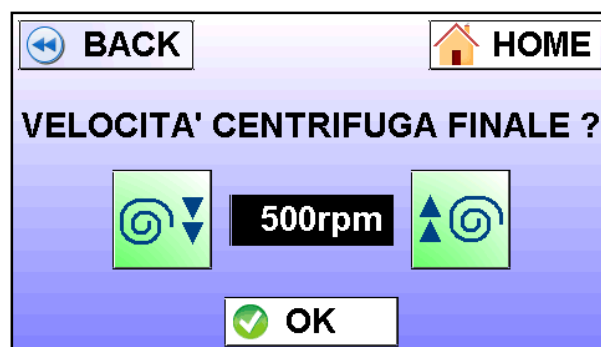 BACK
HOME
VELOCITA' CENTRIFUGA FINALE ?
500rpm
OK